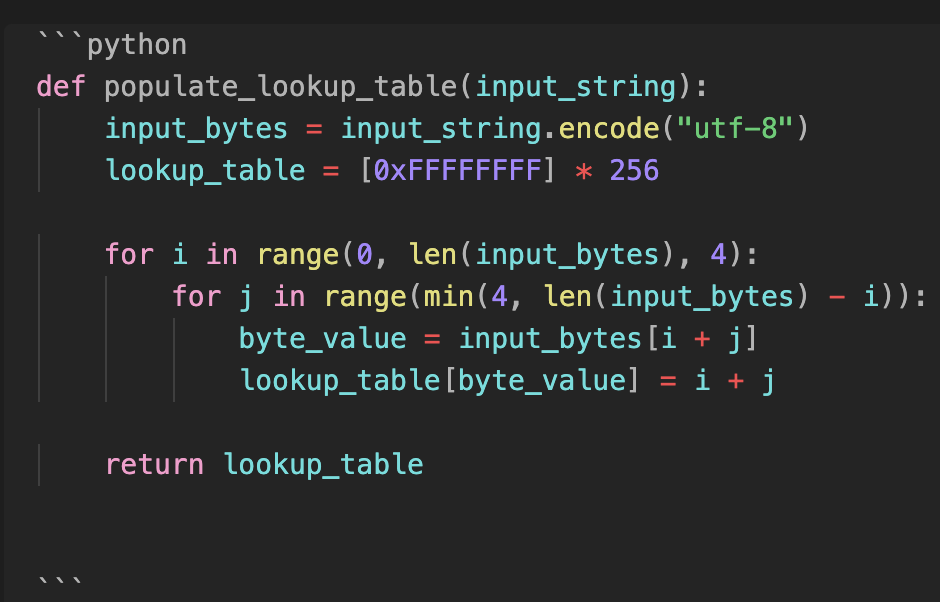 ```python
def populate_lookup_table(input_string):
    input_bytes = input_string.encode("utf-8")
    lookup_table = [0xFFFFFFFF] * 256

    for i in range(0, len(input_bytes), 4):
        for j in range(min(4, len(input_bytes) - i)):
            byte_value = input_bytes[i + j]
            lookup_table[byte_value] = i + j

    return lookup_table


```